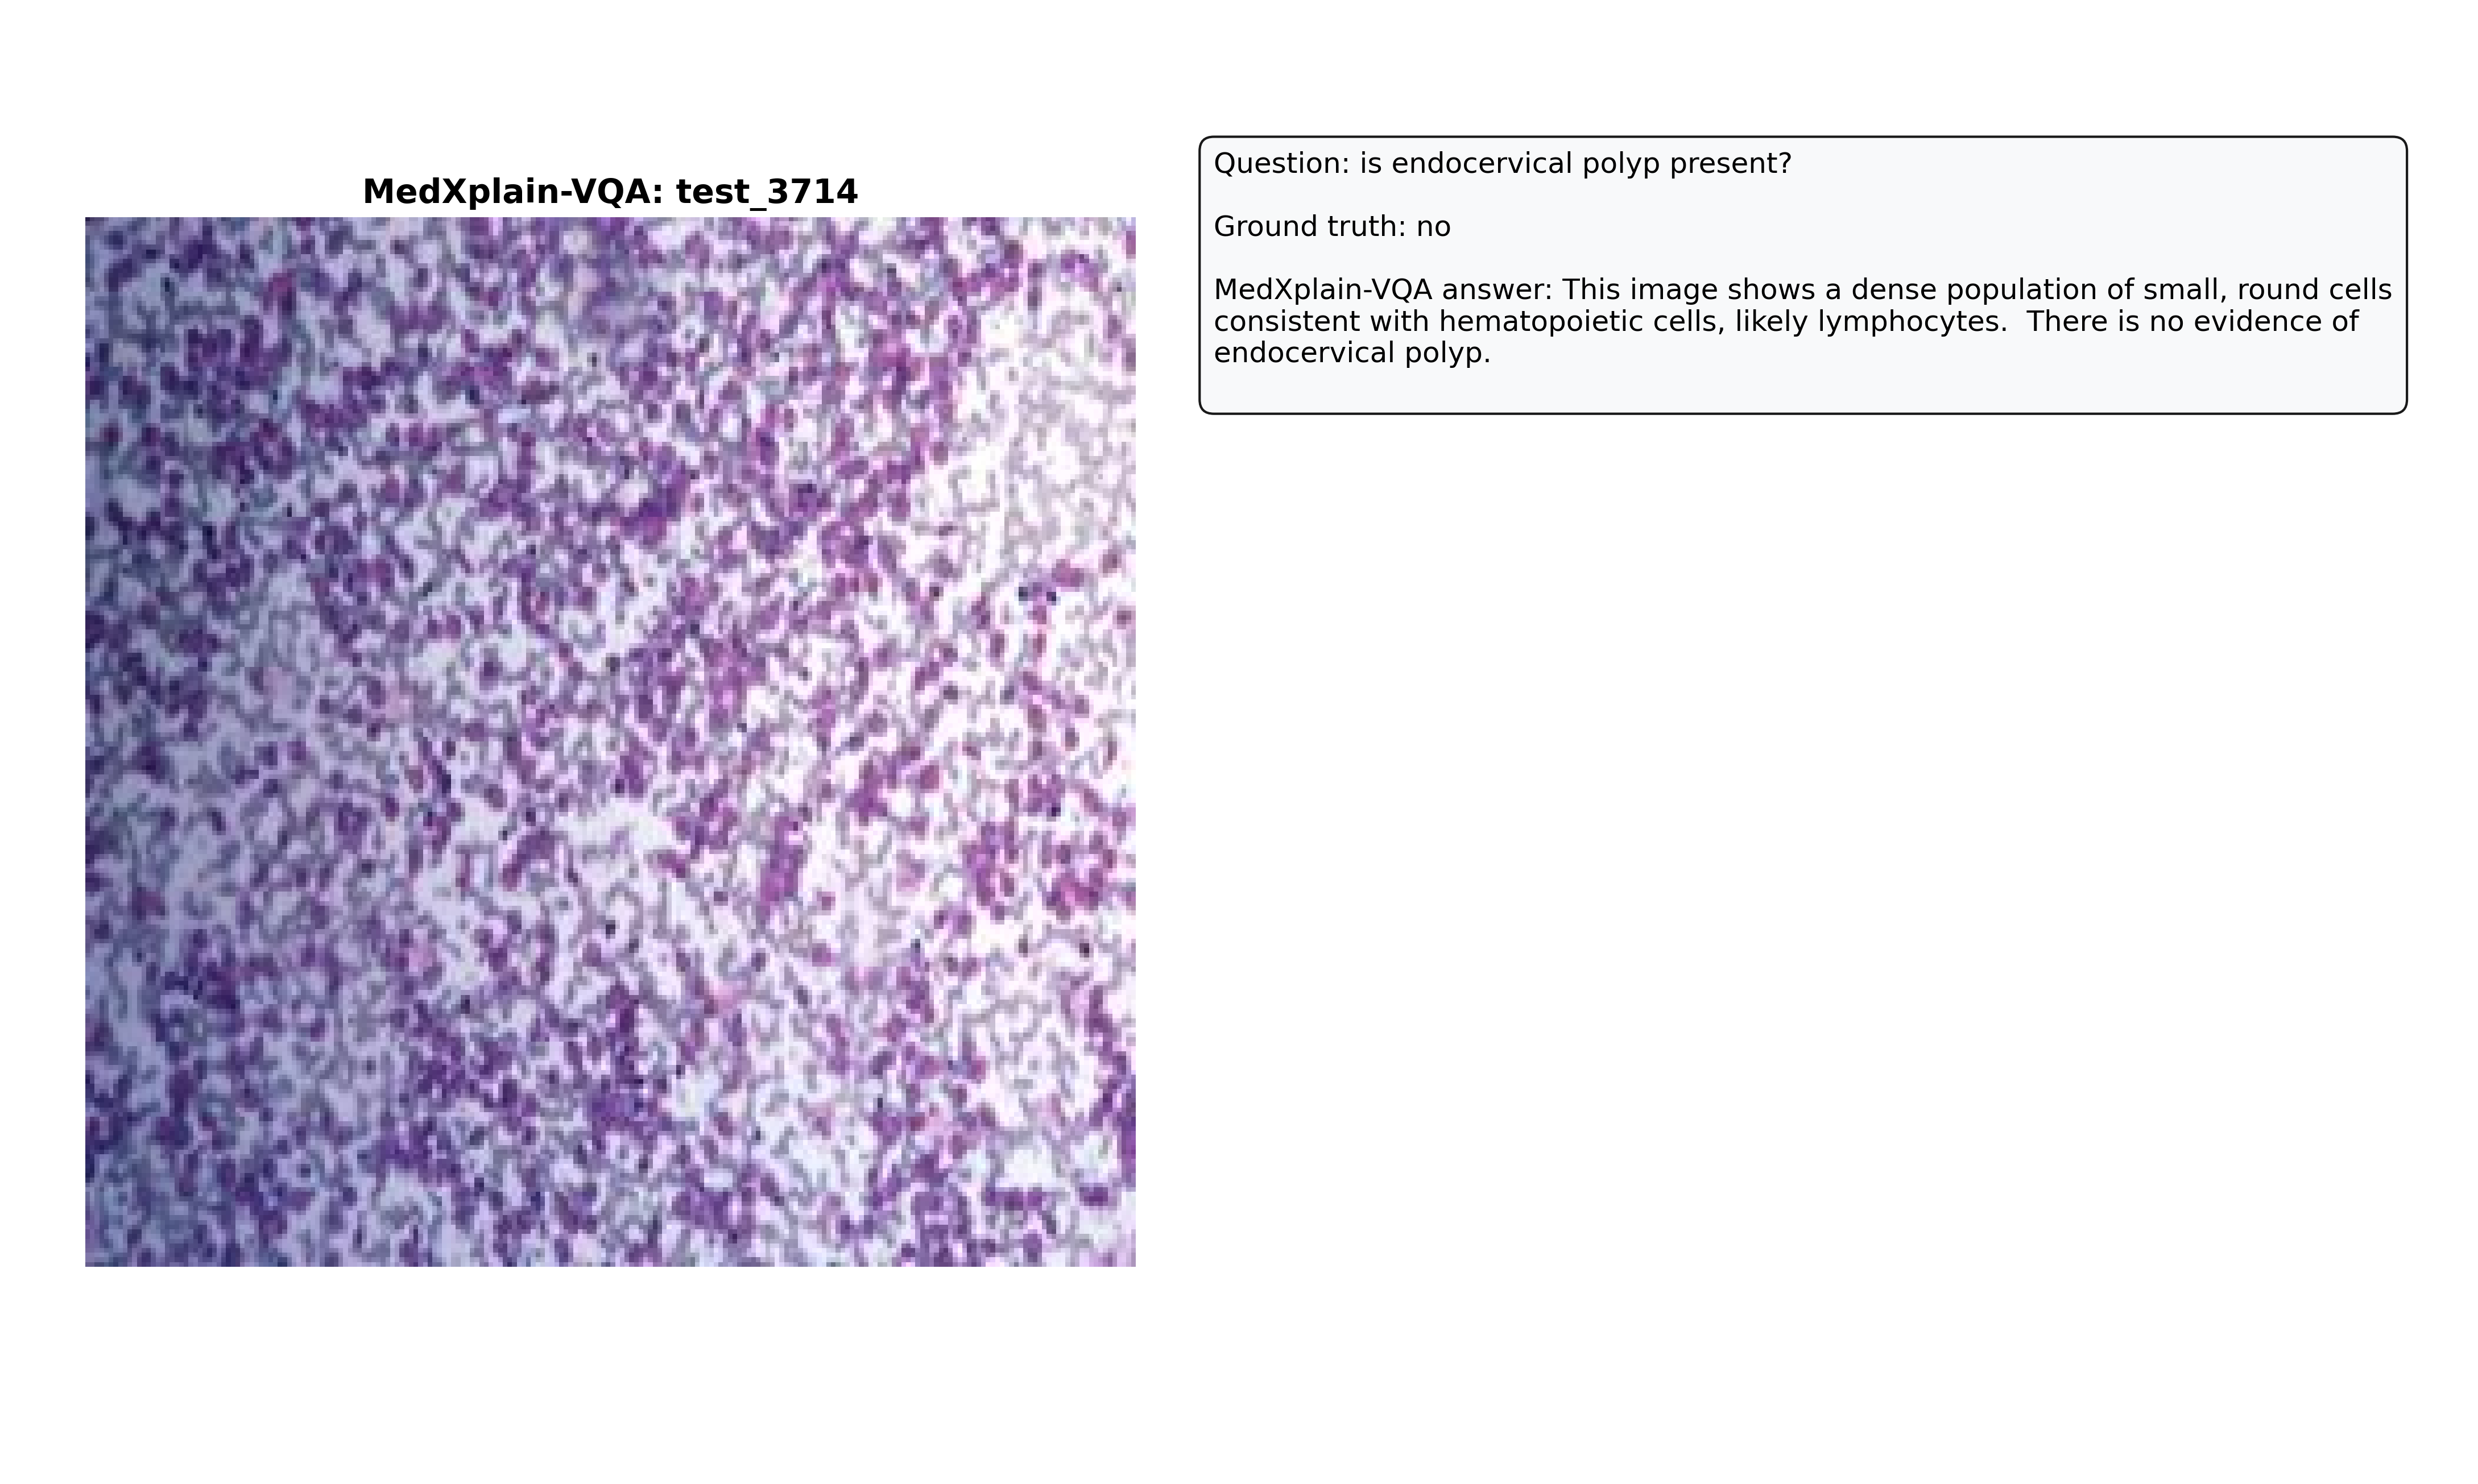 MedXplain-VQA: test_3714
Question: is endocervical polyp present?
Ground truth: no
MedXplain-VQA answer: This image shows a dense population of small, round cells
consistent with hematopoietic cells, likely lymphocytes.  There is no evidence of
endocervical polyp.